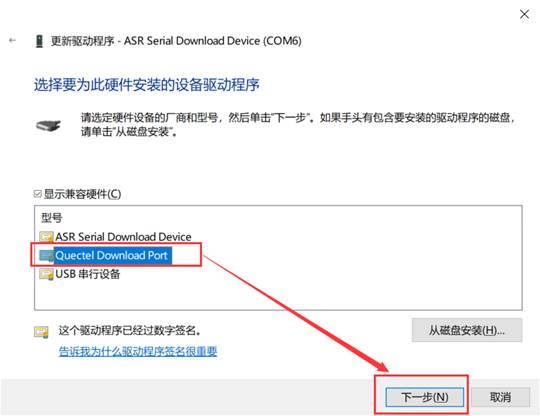 更新驱动程序 - ASR Serial Download Device (COM6)
选择要为此硬件安装的设备驱动程序
请选定硬件设备的厂商和型号，然后单击“下一步”。如果手头有包含要安装的驱动程序的磁盘，
请单击“从磁盘安装”。
显示兼容硬件(C)
型号
ASR Serial Download Device
Quectel Download Port
USB 串行设备
这个驱动程序已经过数字签名。
从磁盘安装(H)...
告诉我为什么驱动程序签名很重要
下一步(N)
取消